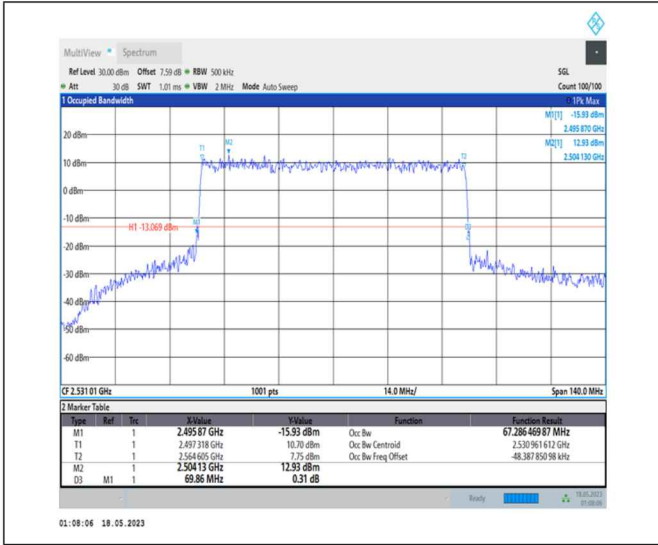 MultiView Spectrum
Ref Level 30.00 dBm Offset 7.59 dB RBW 500 kHz SGL
Att 30 dB SWT 1.01 ms VBW 2 MHz Mode Auto Sweep Count 100/100
1 Occupied Bandwidth 1Pk Max
M1[1] -15.93 dBm
2.495 870 GHz
M2[1] 12.93 dBm
2.504 130 GHz
20 dBm
T1 M2 T2
10 dBm
0 dBm
-10 dBm
H1 -13.069 dBm M1 D3
-20 dBm
-30 dBm
-40 dBm
-50 dBm
-60 dBm
CF 2.531 01 GHz 1001 pts 14.0 MHz/ Span 140.0 MHz
2 Marker Table
Type Ref Trc X-Value Y-Value Function Function Result
M1 1 2.495 87 GHz -15.93 dBm Occ Bw 67.286 469 87 MHz
T1 1 2.497 318 GHz 10.70 dBm Occ Bw Centroid 2.530 961 612 GHz
T2 1 2.564 605 GHz 7.75 dBm Occ Bw Freq Offset -48.387 850 98 kHz
M2 1 2.504 13 GHz 12.93 dBm
D3 M1 1 69.86 MHz 0.31 dB
Ready 18.05.2023
01:08:06
01:08:06 18.05.2023